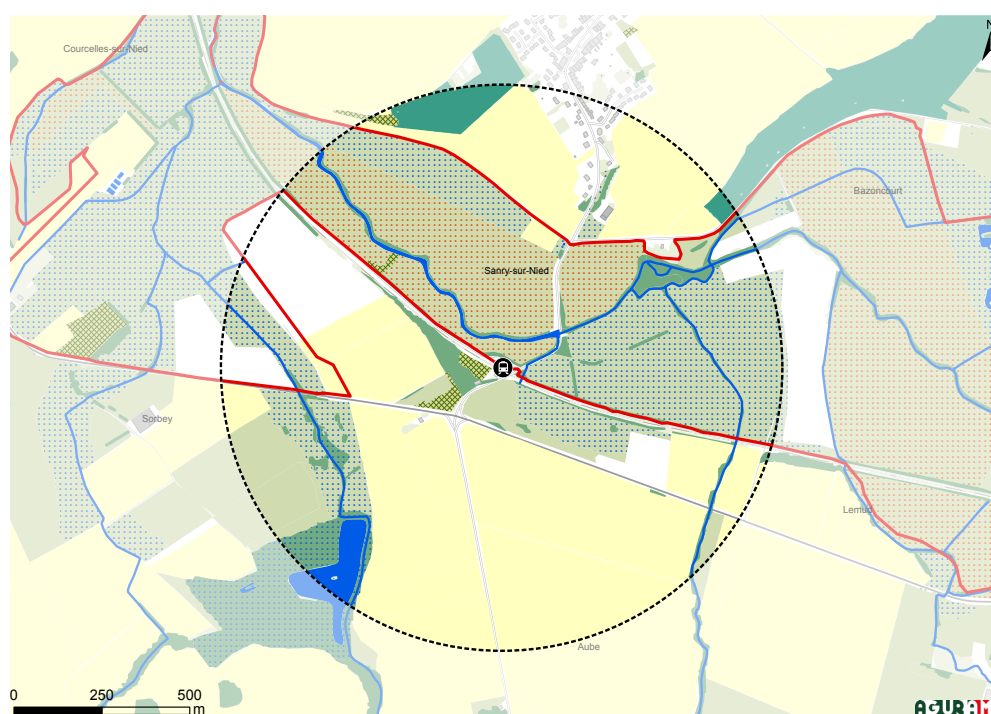 N
Courcelles-sur-Nied
Bazoncourt
Sanry-sur-Nied
Sorbey
Lemud
Aube
0 250 500
m
AGURAM